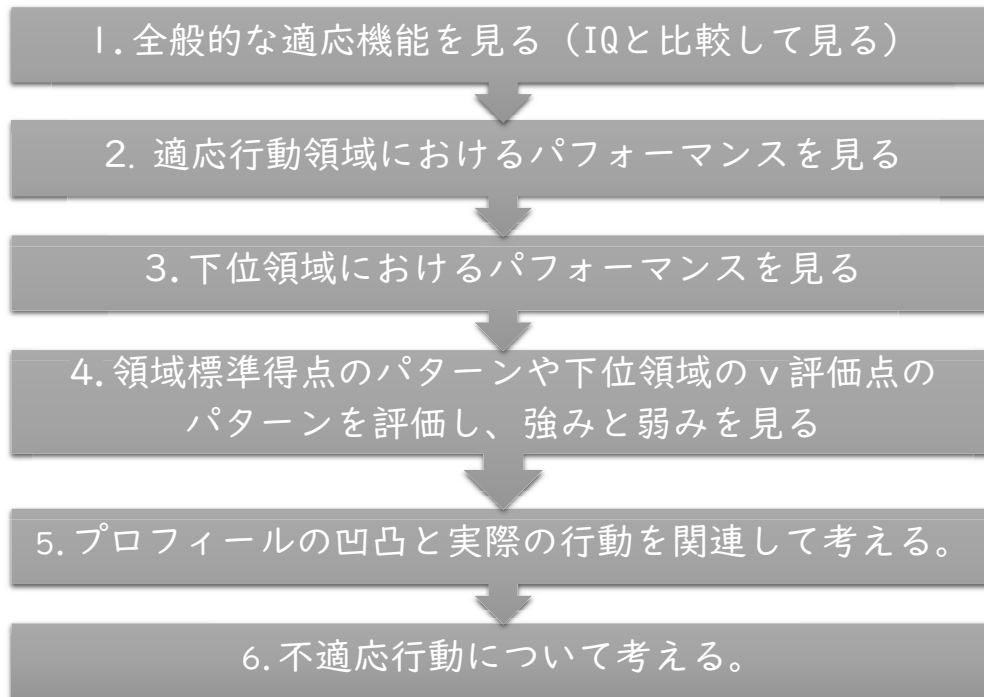 1.全般的な適応機能を見る（IQと比較して見る）
2. 適応行動領域におけるパフォーマンスを見る
3.下位領域におけるパフォーマンスを見る
4.領域標準得点のパターンや下位領域のｖ評価点の
パターンを評価し、強みと弱みを見る
5.プロフィールの凹凸と実際の行動を関連して考える。
6.不適応行動について考える。